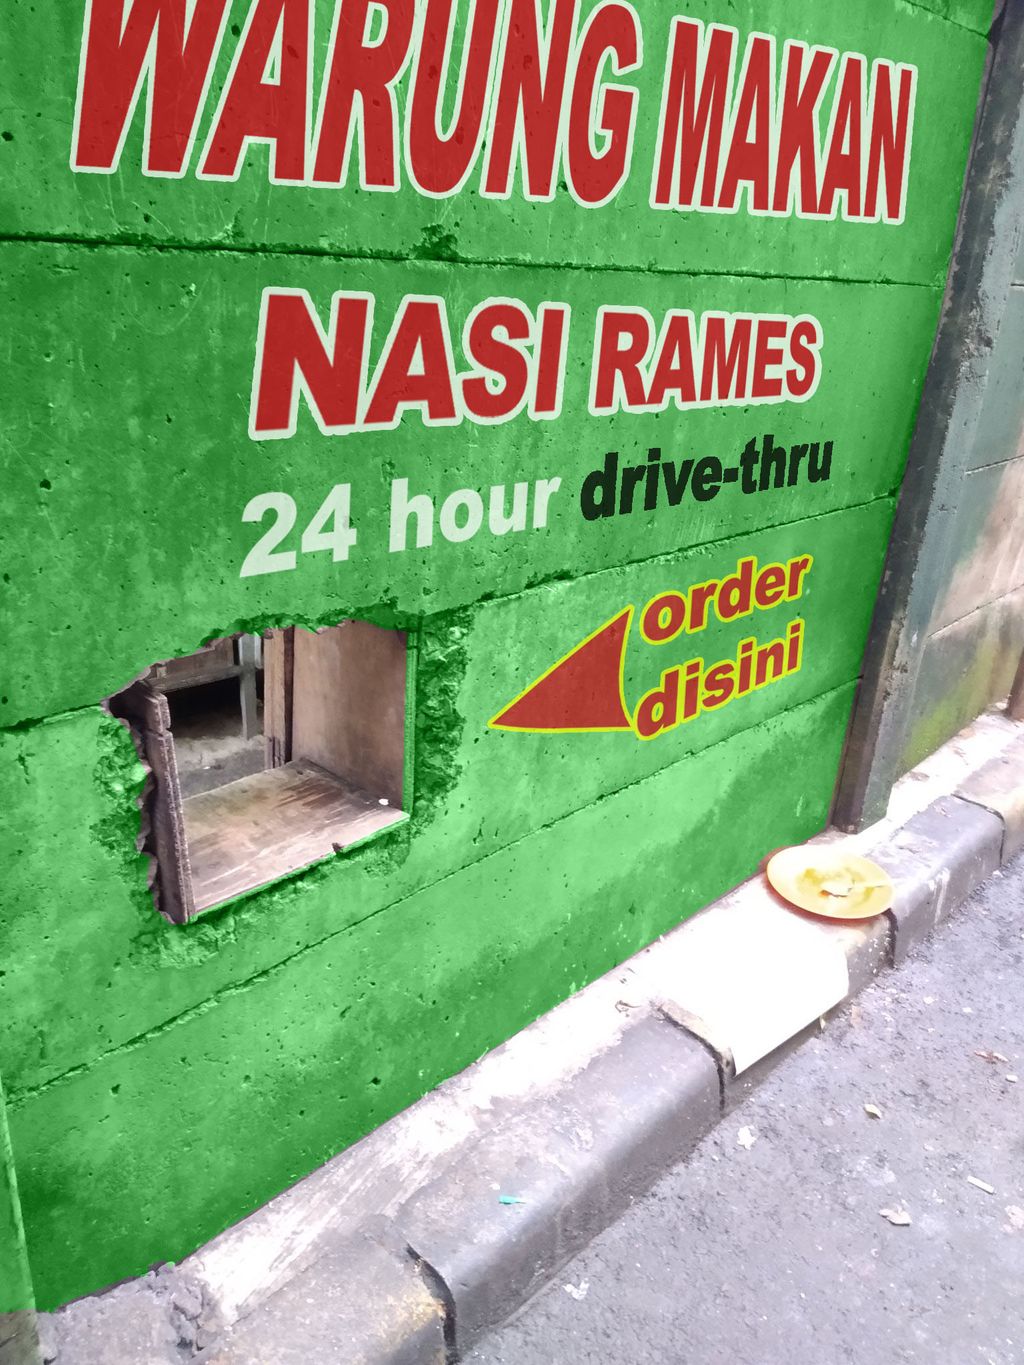 WARUNG MAKAN
NASI RAMES
24 hour drive-thru
order
disini